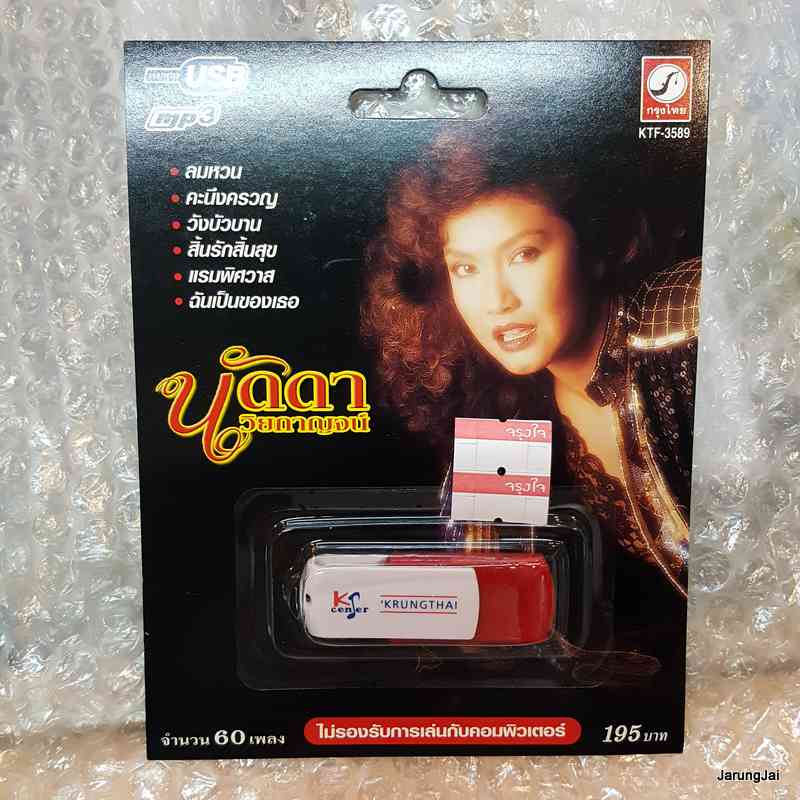 USB
mp3
กรุงไทย
KTF-3589
• ลมหวน
• คะนึงครวญ
• วังบัวบาน
• สิ้นรักสิ้นสุข
• แรมพิศวาส
• ฉันเป็นของเธอ
นัดดา
วิยกาญจน์
จรุงใจ
จรุงใจ
K
center
'KRUNGTHAI
จำนวน 60 เพลง
ไม่รองรับการเล่นกับคอมพิวเตอร์
195 บาท
JarungJai